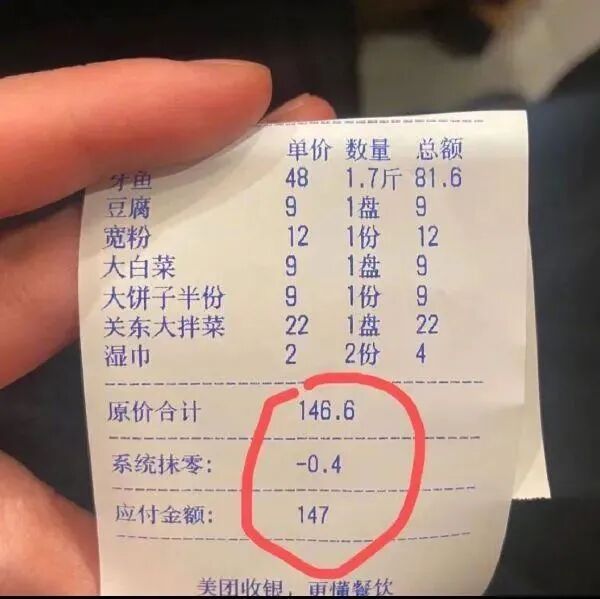 单价 数量 总额
牙鱼 48 1.7斤 81.6
豆腐 9 1盘 9
宽粉 12 1份 12
大白菜 9 1盘 9
大饼子半份 9 1份 9
关东大拌菜 22 1盘 22
湿巾 2 2份 4
原价合计 146.6
系统抹零: -0.4
应付金额: 147
美团收银，更懂餐饮